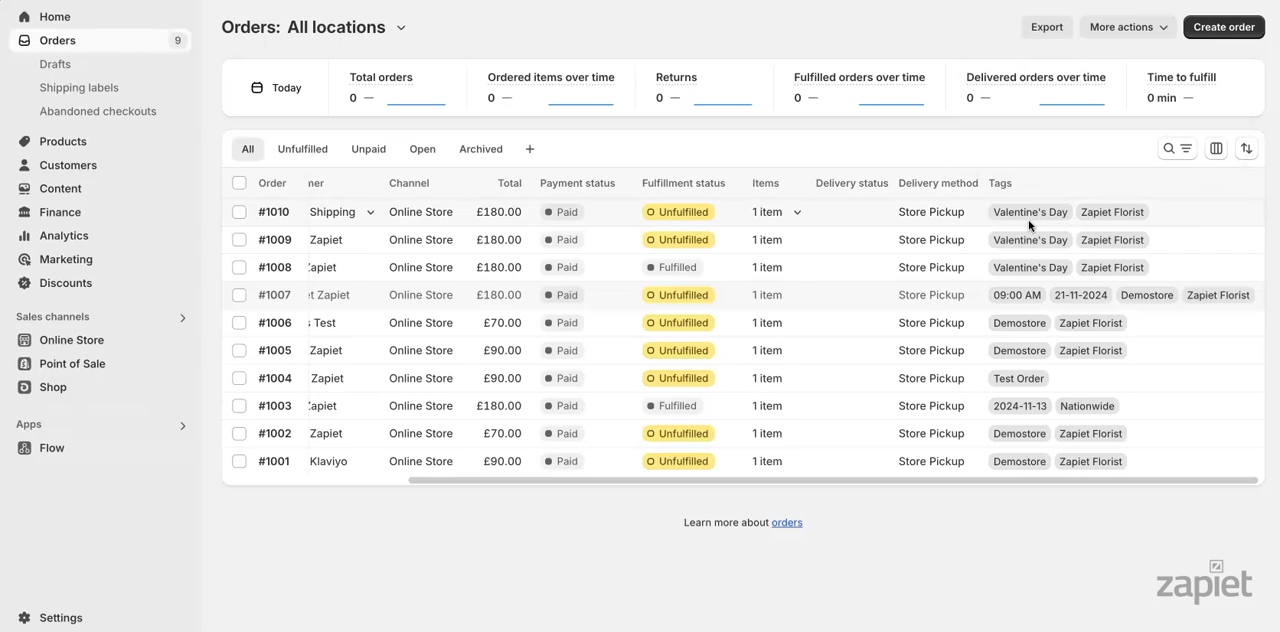 Home
Orders 9
Drafts
Shipping labels
Abandoned checkouts
Products
Customers
Content
Finance
Analytics
Marketing
Discounts
Sales channels
Online Store
Point of Sale
Shop
Apps
Flow
Settings
Orders: All locations
Export
More actions
Create order
Today
Total orders
0 —
Ordered items over time
0 —
Returns
0 —
Fulfilled orders over time
0 —
Delivered orders over time
0 —
Time to fulfill
0 min —
All Unfulfilled Unpaid Open Archived +
Order mer Channel Total Payment status Fulfillment status Items Delivery status Delivery method Tags
#1010 Shipping Online Store £180.00 Paid Unfulfilled 1 item Store Pickup Valentine's Day Zapiet Florist
#1009 Zapiet Online Store £180.00 Paid Unfulfilled 1 item Store Pickup Valentine's Day Zapiet Florist
#1008 Zapiet Online Store £180.00 Paid Fulfilled 1 item Store Pickup Valentine's Day Zapiet Florist
#1007 t Zapiet Online Store £180.00 Paid Unfulfilled 1 item Store Pickup 09:00 AM 21-11-2024 Demostore Zapiet Florist
#1006 s Test Online Store £70.00 Paid Unfulfilled 1 item Store Pickup Demostore Zapiet Florist
#1005 Zapiet Online Store £90.00 Paid Unfulfilled 1 item Store Pickup Demostore Zapiet Florist
#1004 Zapiet Online Store £90.00 Paid Unfulfilled 1 item Store Pickup Test Order
#1003 Zapiet Online Store £180.00 Paid Fulfilled 1 item Store Pickup 2024-11-13 Nationwide
#1002 Zapiet Online Store £70.00 Paid Unfulfilled 1 item Store Pickup Demostore Zapiet Florist
#1001 Klaviyo Online Store £90.00 Paid Unfulfilled 1 item Store Pickup Demostore Zapiet Florist
Learn more about orders
zapiet